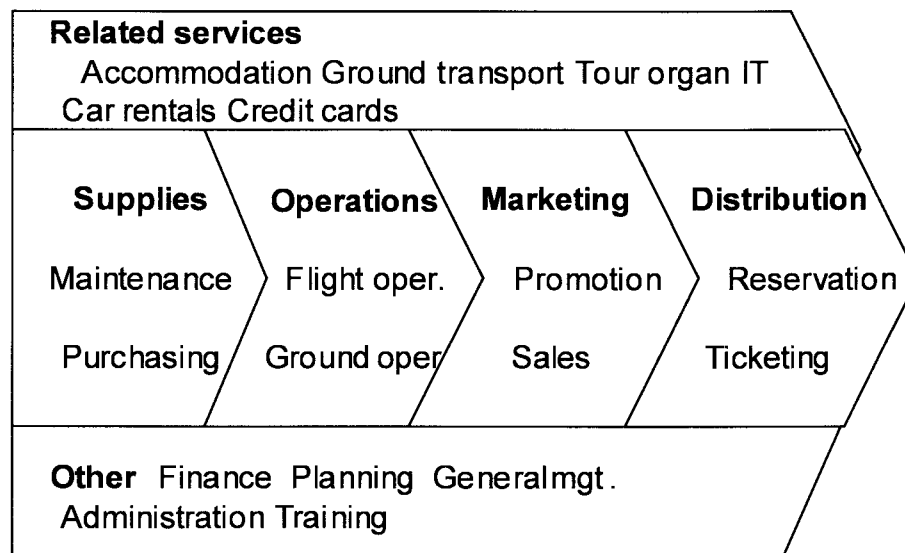 Related services
Accommodation Ground transport Tour organ IT
Car rentals Credit cards
Supplies
Maintenance
Purchasing
Operations
Flight oper.
Ground oper
Marketing
Promotion
Sales
Distribution
Reservation
Ticketing
Other Finance Planning Generalmgt.
Administration Training